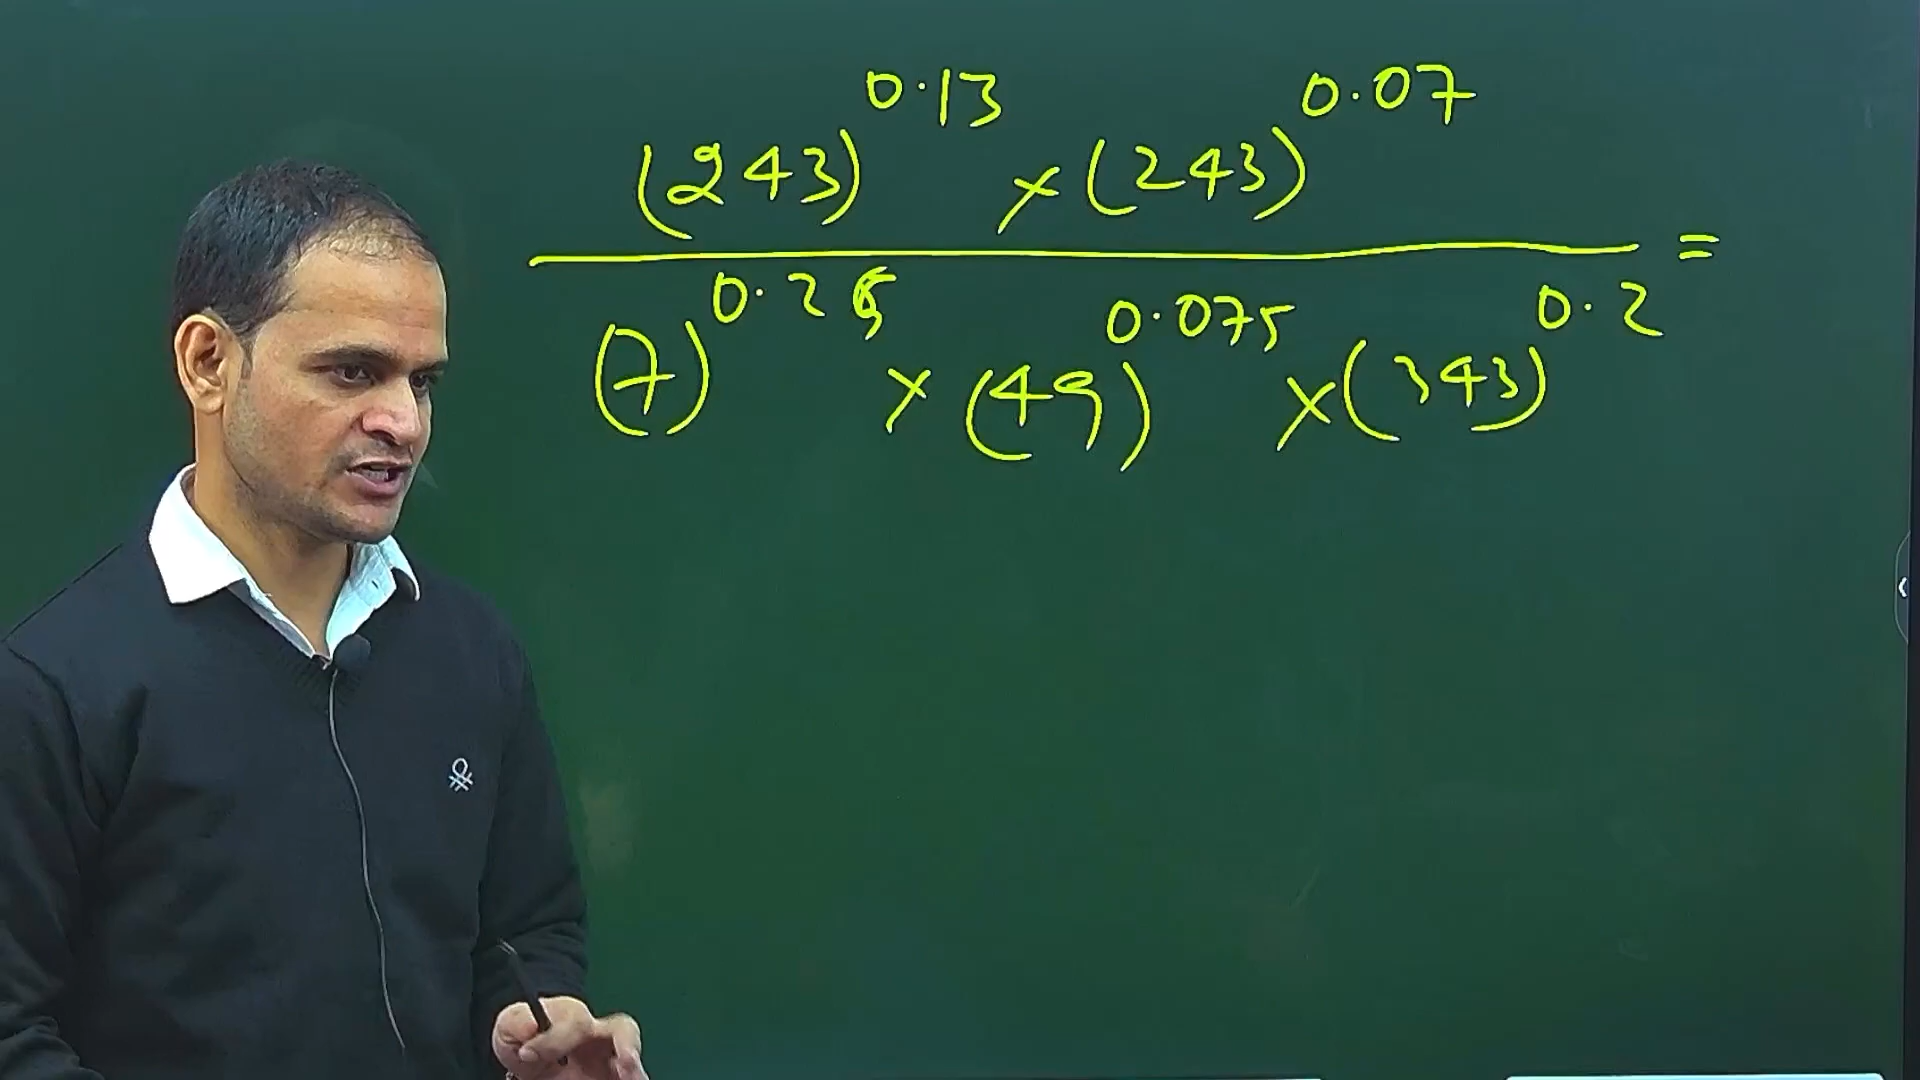 (243)^0.13 × (243)^0.07 =
(7)^0.25 × (49)^0.075 × (343)^0.2